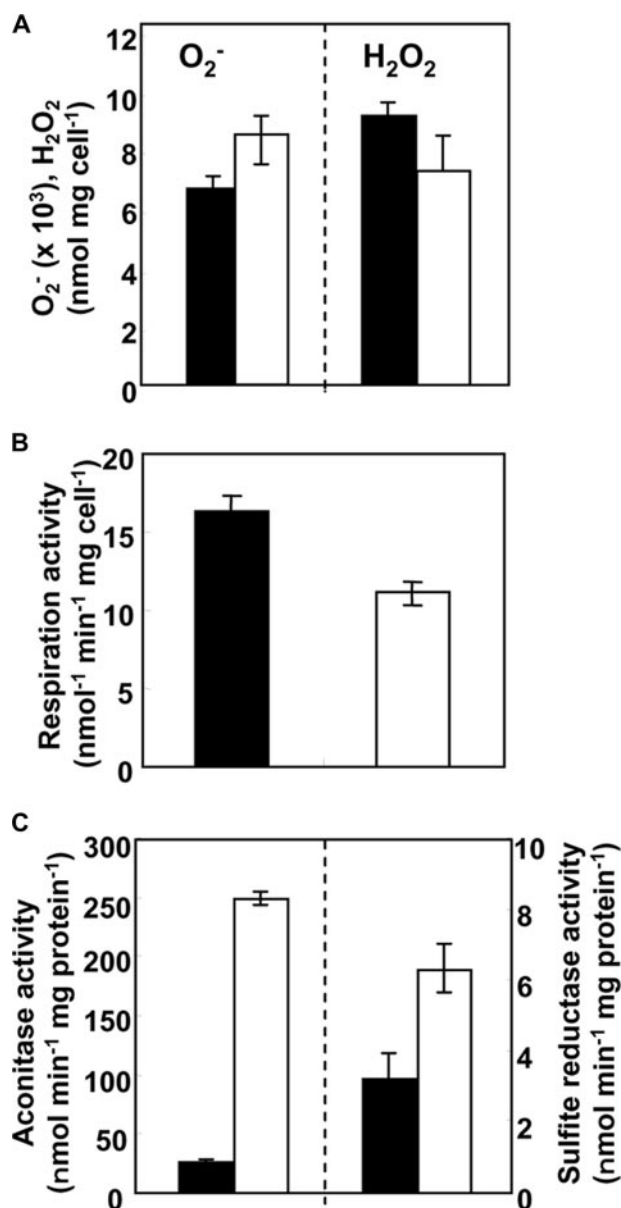 A
O₂⁻
H₂O₂
O₂⁻ (x 10³), H₂O₂
(nmol mg cell⁻¹)
12
10
8
6
4
2
0
B
Respiration activity
(nmol⁻¹ min⁻¹ mg cell⁻¹)
20
15
10
5
0
C
Aconitase activity
(nmol min⁻¹ mg protein⁻¹)
300
250
200
150
100
50
0
10
8
6
4
2
0
Sulfite reductase activity
(nmol min⁻¹ mg protein⁻¹)